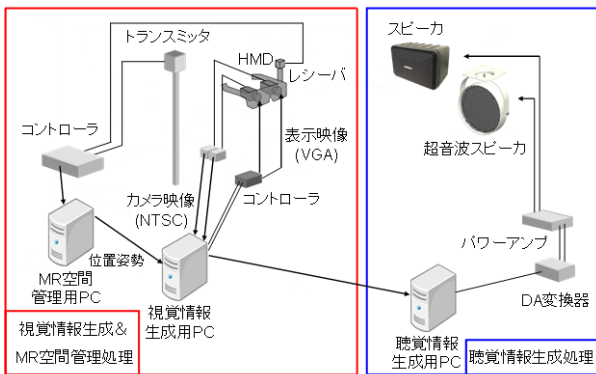 トランスミッタ
HMD
レシーバ
コントローラ
表示映像
(VGA)
カメラ映像
(NTSC)
コントローラ
位置姿勢
MR空間
管理用PC
視覚情報
生成用PC
視覚情報生成&
MR空間管理処理
スピーカ
超音波スピーカ
パワーアンプ
DA変換器
聴覚情報
生成用PC
聴覚情報生成処理